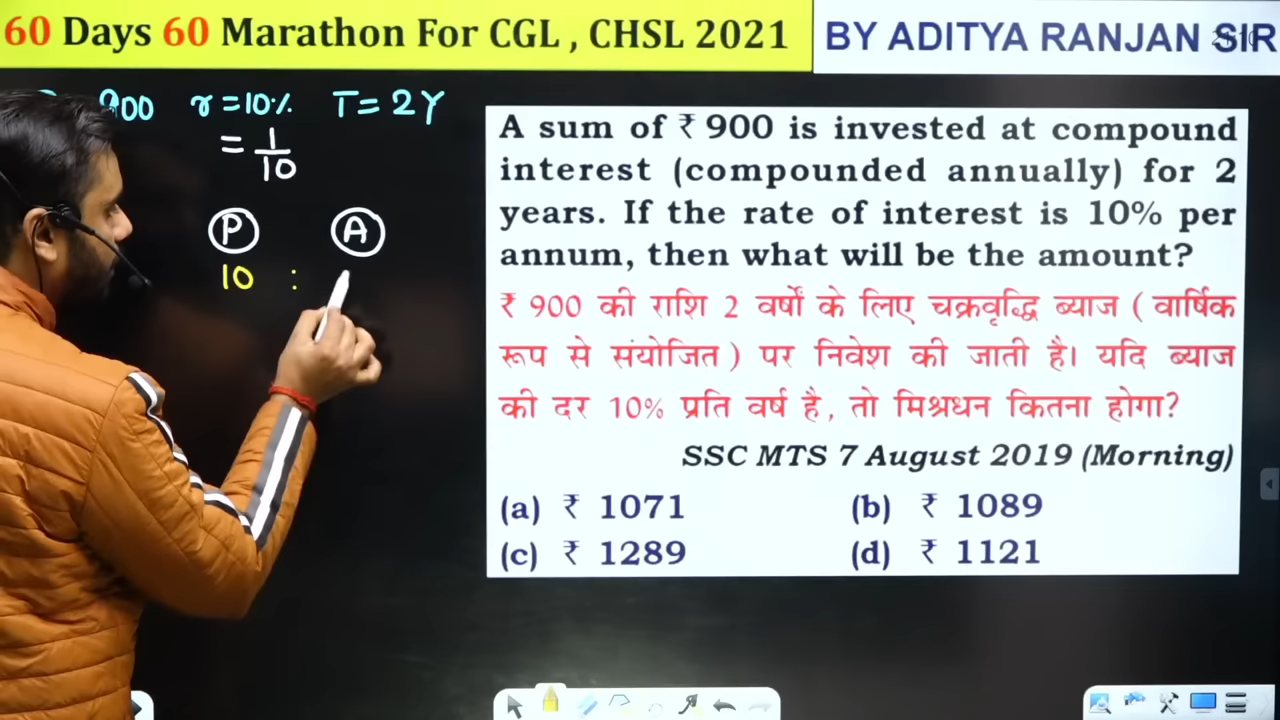 60 Days 60 Marathon For CGL , CHSL 2021
BY ADITYA RANJAN SIR
900 r = 10% T = 2Y
= 1/10
P A
10 :
A sum of ₹ 900 is invested at compound
interest (compounded annually) for 2
years. If the rate of interest is 10% per
annum, then what will be the amount?
₹ 900 की राशि 2 वर्षों के लिए चक्रवृद्धि ब्याज ( वार्षिक
रूप से संयोजित ) पर निवेश की जाती है। यदि ब्याज
की दर 10% प्रति वर्ष है, तो मिश्रधन कितना होगा?
SSC MTS 7 August 2019 (Morning)
(a) ₹ 1071 (b) ₹ 1089
(c) ₹ 1289 (d) ₹ 1121